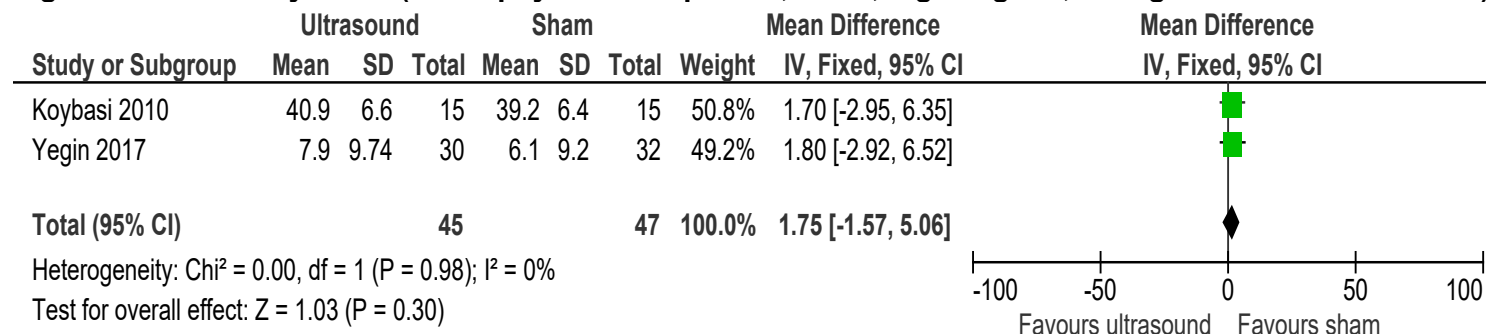 Ultrasound Sham Mean Difference Mean Difference
Study or Subgroup Mean SD Total Mean SD Total Weight IV, Fixed, 95% CI IV, Fixed, 95% CI
Koybasi 2010 40.9 6.6 15 39.2 6.4 15 50.8% 1.70 [-2.95, 6.35]
Yegin 2017 7.9 9.74 30 6.1 9.2 32 49.2% 1.80 [-2.92, 6.52]
Total (95% CI) 45 47 100.0% 1.75 [-1.57, 5.06]
Heterogeneity: Chi² = 0.00, df = 1 (P = 0.98); I² = 0%
Test for overall effect: Z = 1.03 (P = 0.30)
-100 -50 0 50 100
Favours ultrasound Favours sham